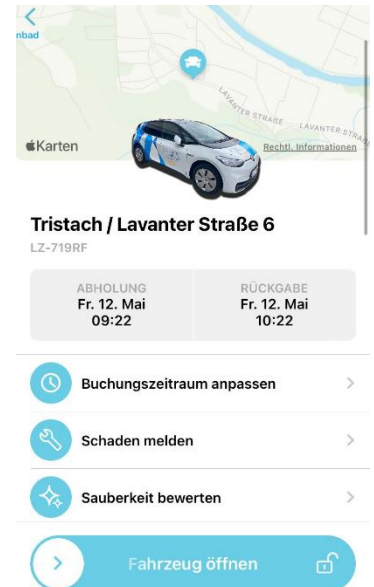 nbad
LAVANTER STRAßE
LAVANTER STRA
Karten
Rechtl. Informationen
Tristach / Lavanter Straße 6
LZ-719RF
ABHOLUNG
Fr. 12. Mai
09:22
RÜCKGABE
Fr. 12. Mai
10:22
Buchungszeitraum anpassen
Schaden melden
Sauberkeit bewerten
Fahrzeug öffnen